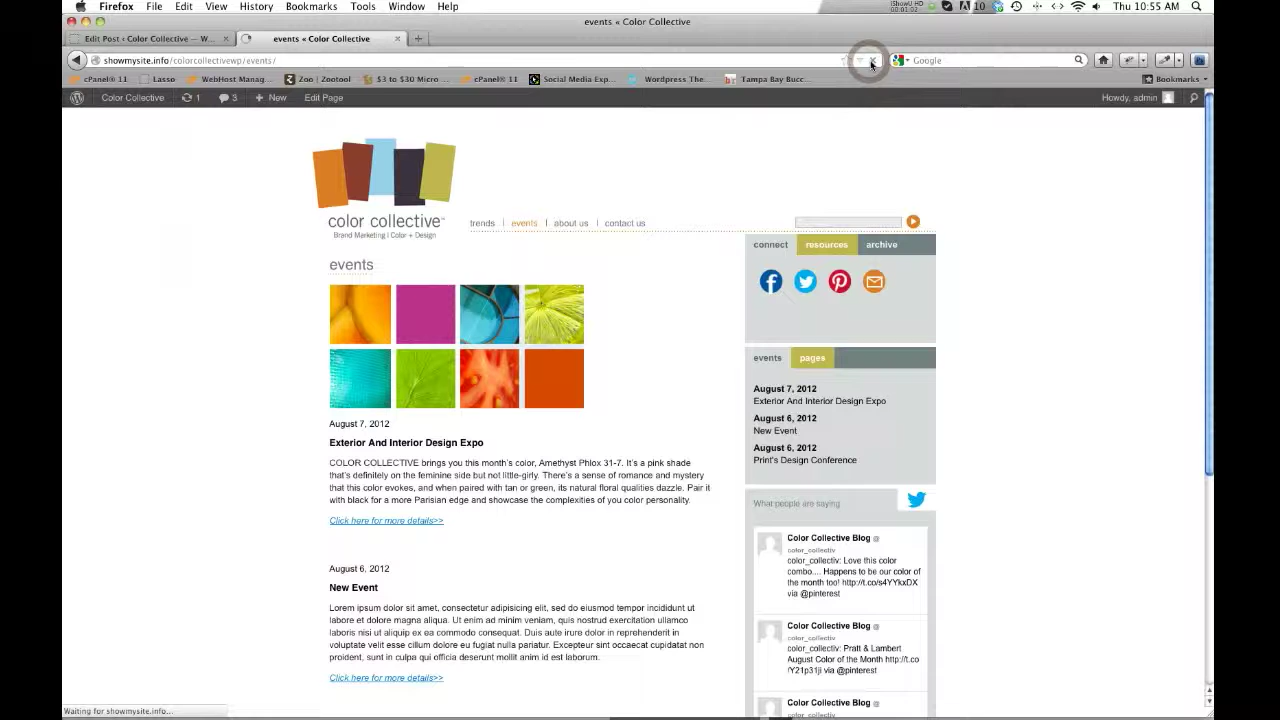 Firefox File Edit View History Bookmarks Tools Window Help
iShowU HD
00:01:02
10
Thu 10:55 AM
events « Color Collective
Edit Post ‹ Color Collective — W...
events « Color Collective
showmysite.info/colorcollectivewp/events/
Google
cPanel® 11 Lasso WebHost Manag... Zoo | Zootool $3 to $30 Micro... cPanel® 11 Social Media Exp... Wordpress The... Tampa Bay Bucc... Bookmarks
Color Collective 1 3 + New Edit Page Howdy, admin
color collective™
Brand Marketing | Color + Design
trends | events | about us | contact us
connect resources archive
events
events pages
August 7, 2012
Exterior And Interior Design Expo
August 6, 2012
New Event
August 6, 2012
Print's Design Conference
August 7, 2012
Exterior And Interior Design Expo
COLOR COLLECTIVE brings you this month's color, Amethyst Phlox 31-7. It's a pink shade
that's definitely on the feminine side but not little-girly. There's a sense of romance and mystery
that this color evokes, and when paired with tan or green, its natural floral qualities dazzle. Pair it
with black for a more Parisian edge and showcase the complexities of you color personality.
Click here for more details>>
What people are saying
Color Collective Blog @
color_collectiv
color_collectiv: Love this color
combo.... Happens to be our color of
the month too! http://t.co/s4YYkxDX
via @pinterest
August 6, 2012
New Event
Lorem ipsum dolor sit amet, consectetur adipisicing elit, sed do eiusmod tempor incididunt ut
labore et dolore magna aliqua. Ut enim ad minim veniam, quis nostrud exercitation ullamco
laboris nisi ut aliquip ex ea commodo consequat. Duis aute irure dolor in reprehenderit in
voluptate velit esse cillum dolore eu fugiat nulla pariatur. Excepteur sint occaecat cupidatat non
proident, sunt in culpa qui officia deserunt mollit anim id est laborum.
Click here for more details>>
Color Collective Blog @
color_collectiv
color_collectiv: Pratt & Lambert
August Color of the Month http://t.co
/Y21p31ji via @pinterest
Color Collective Blog @
color_collectiv
Waiting for showmysite.info...